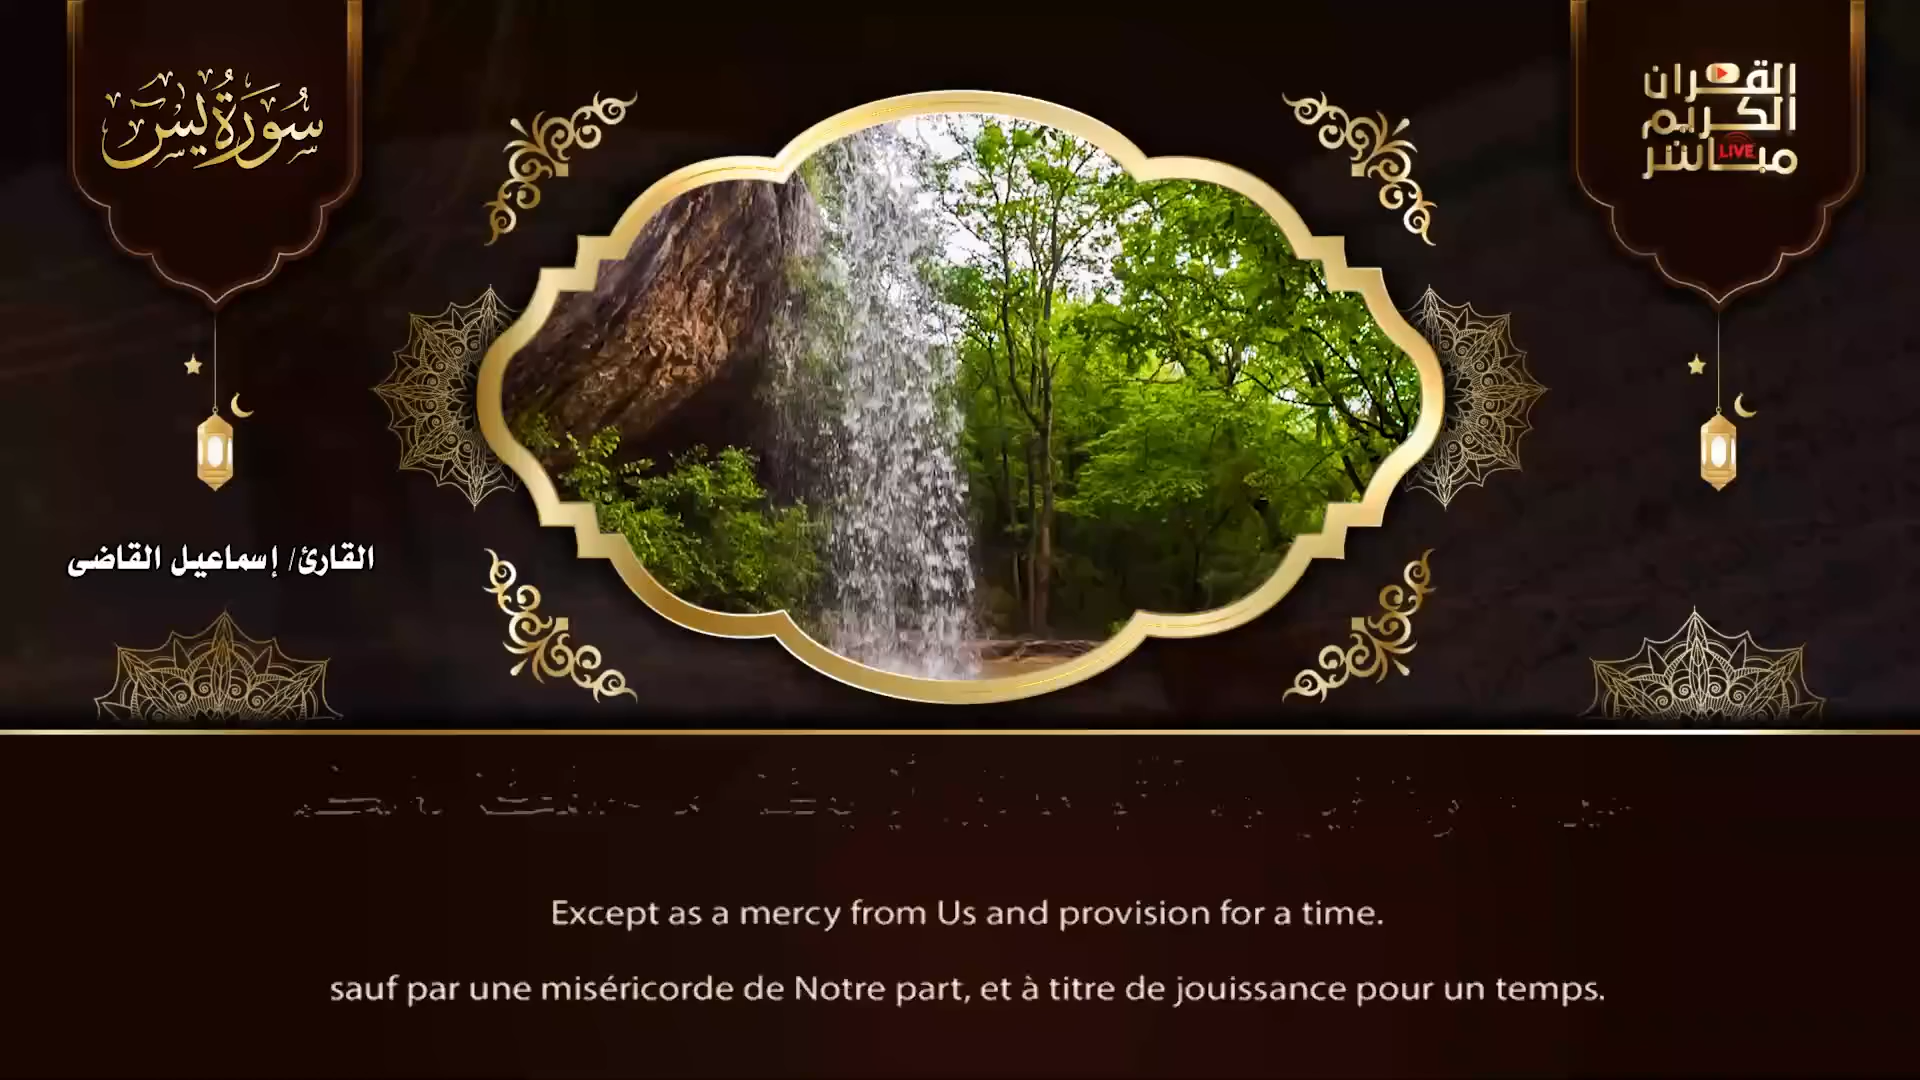 سُورَةُ يس
القرآن
الكريم
مباشر
LIVE
القارئ/ إسماعيل القاضى
Except as a mercy from Us and provision for a time.
sauf par une miséricorde de Notre part, et à titre de jouissance pour un temps.